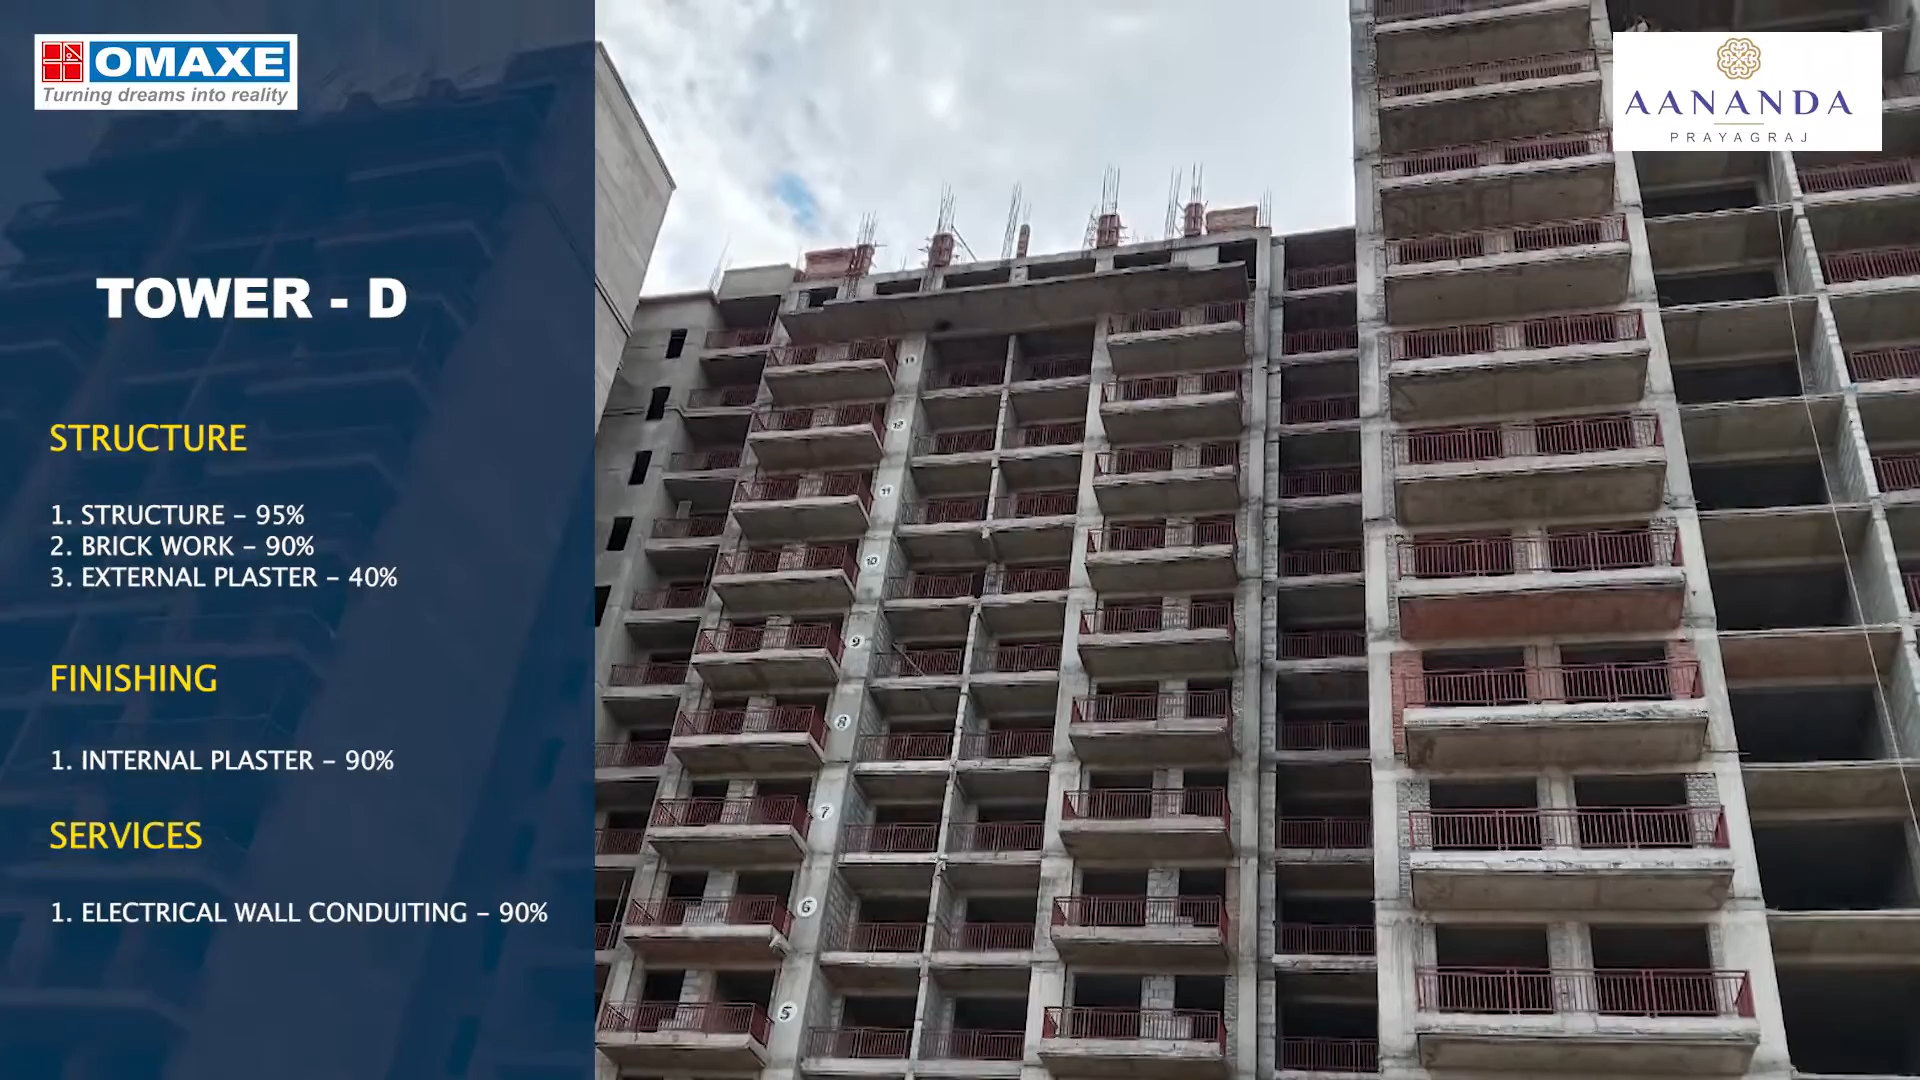 OMAXE
Turning dreams into reality
AANANDA
PRAYAGRAJ
TOWER - D
STRUCTURE
1. STRUCTURE – 95%
2. BRICK WORK – 90%
3. EXTERNAL PLASTER – 40%
FINISHING
1. INTERNAL PLASTER – 90%
SERVICES
1. ELECTRICAL WALL CONDUITING – 90%
12
11
10
9
8
7
6
5